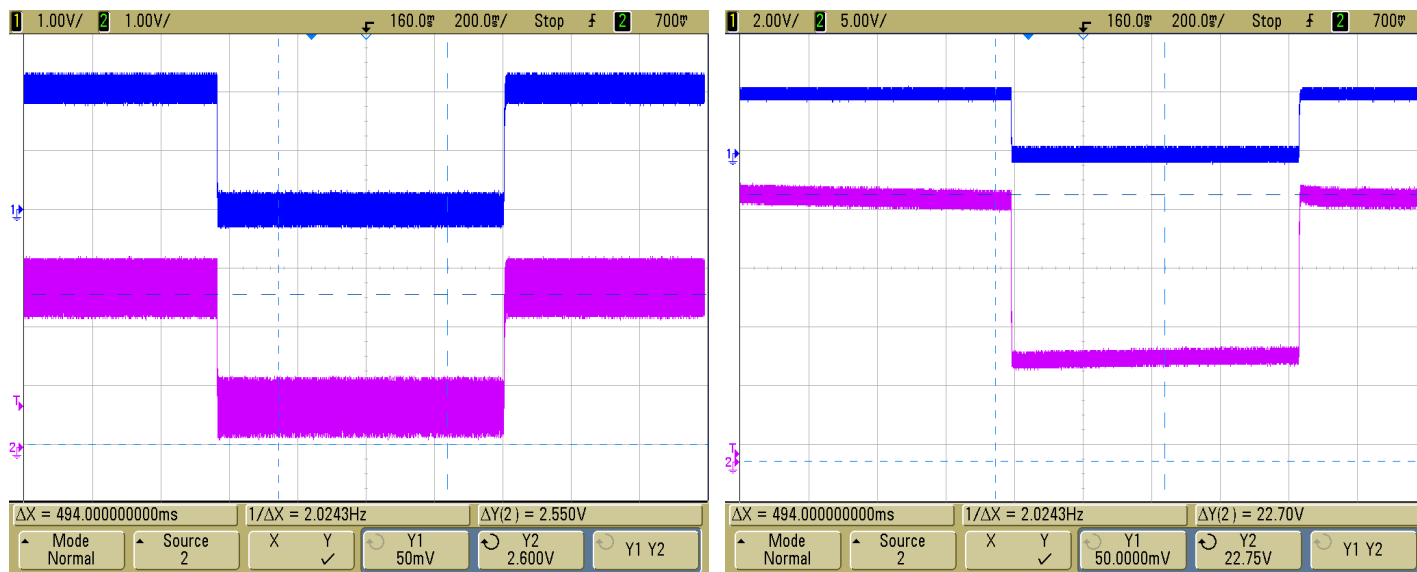 1 1.00V/ 2 1.00V/ 160.0ms 200.0ms/ Stop 2 700m
1
T
2
ΔX = 494.000000000ms 1/ΔX = 2.0243Hz ΔY(2) = 2.550V
Mode Normal
Source 2
X Y ✓
Y1 50mV
Y2 2.600V
Y1 Y2
1 2.00V/ 2 5.00V/ 160.0ms 200.0ms/ Stop 2 700m
1
T
2
ΔX = 494.000000000ms 1/ΔX = 2.0243Hz ΔY(2) = 22.70V
Mode Normal
Source 2
X Y ✓
Y1 50.0000mV
Y2 22.75V
Y1 Y2